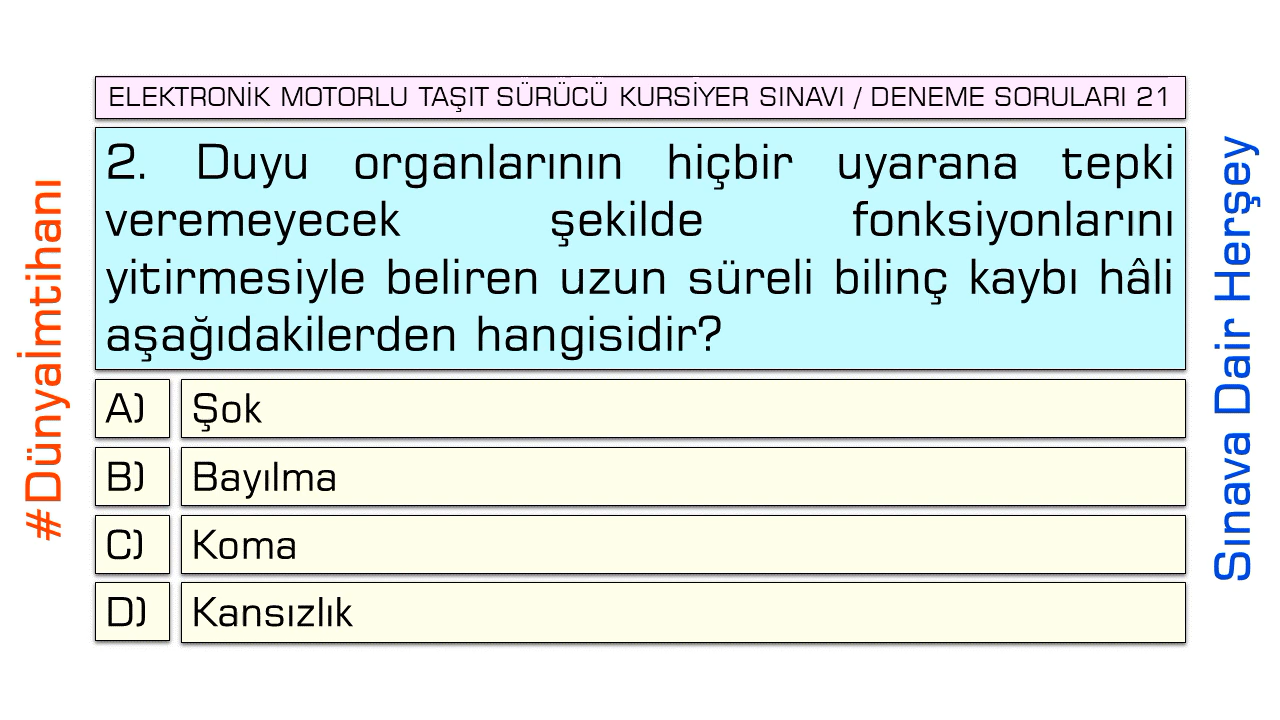 ELEKTRONİK MOTORLU TAŞIT SÜRÜCÜ KURSİYER SINAVI / DENEME SORULARI 21
2. Duyu organlarının hiçbir uyarana tepki
veremeyecek şekilde fonksiyonlarını
yitirmesiyle beliren uzun süreli bilinç kaybı hâli
aşağıdakilerden hangisidir?
A) Şok
B) Bayılma
C) Koma
D) Kansızlık
#Dünyaİmtihanı
Sınava Dair Herşey